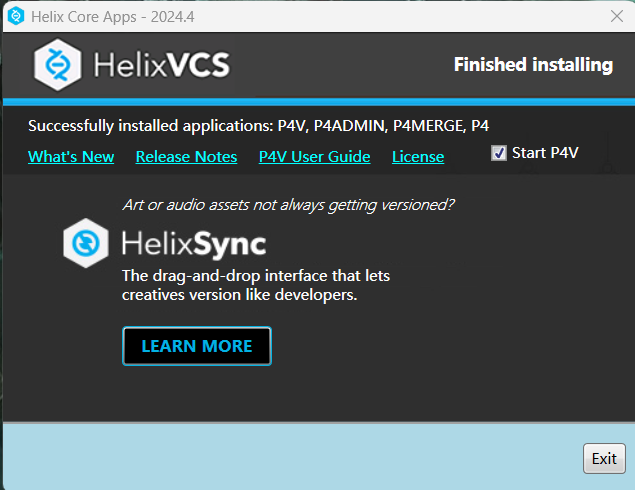 Helix Core Apps - 2024.4
HelixVCS
Finished installing
Successfully installed applications: P4V, P4ADMIN, P4MERGE, P4
What's New Release Notes P4V User Guide License Start P4V
Art or audio assets not always getting versioned?
HelixSync
The drag-and-drop interface that lets
creatives version like developers.
LEARN MORE
Exit